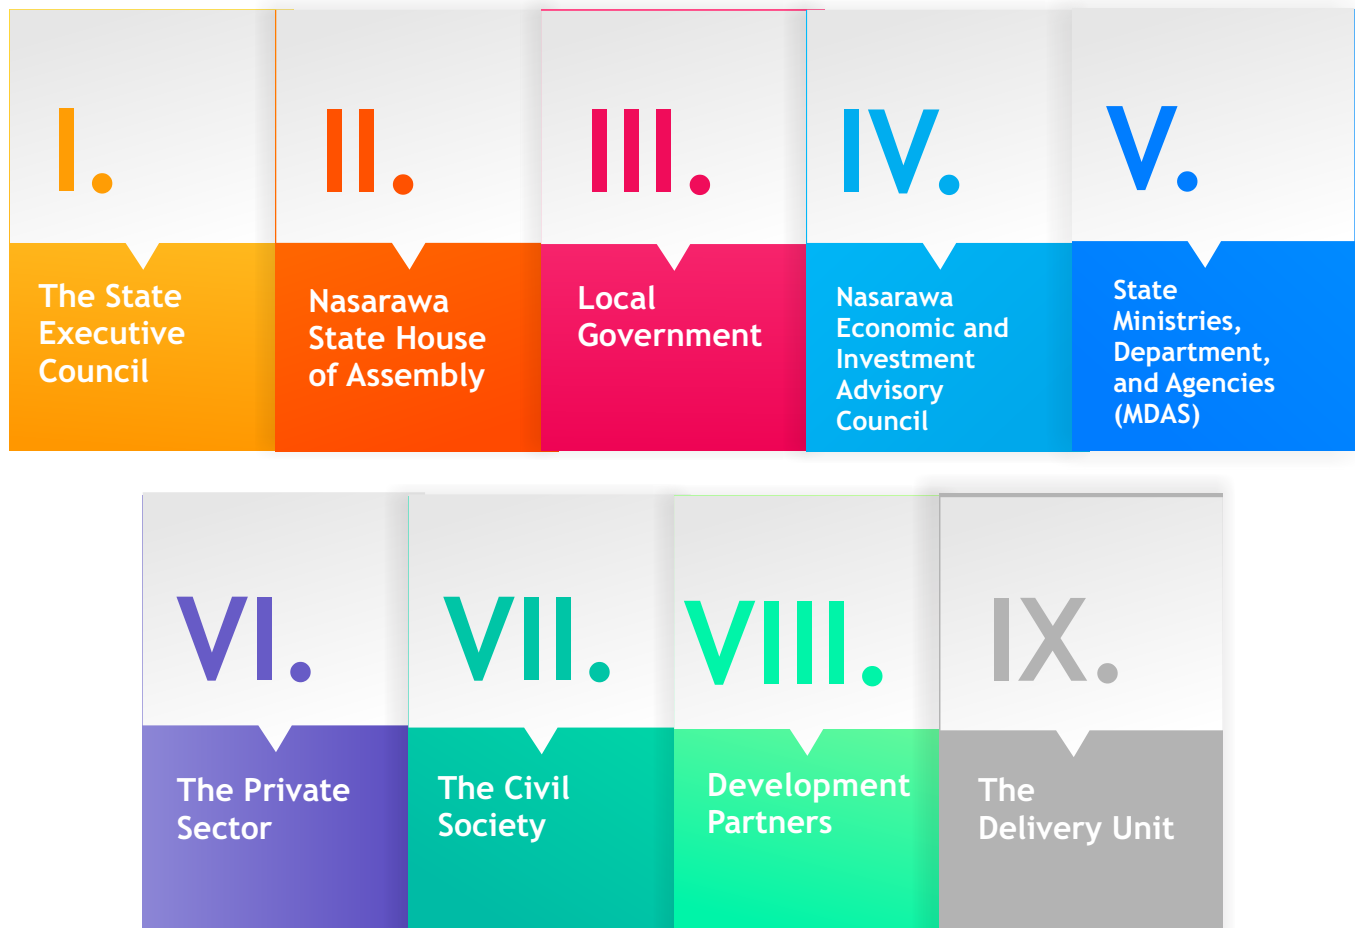 I.
The State
Executive
Council
II.
Nasarawa
State House
of Assembly
III.
Local
Government
IV.
Nasarawa
Economic and
Investment
Advisory
Council
V.
State
Ministries,
Department,
and Agencies
(MDAS)
VI.
The Private
Sector
VII.
The Civil
Society
VIII.
Development
Partners
IX.
The
Delivery Unit